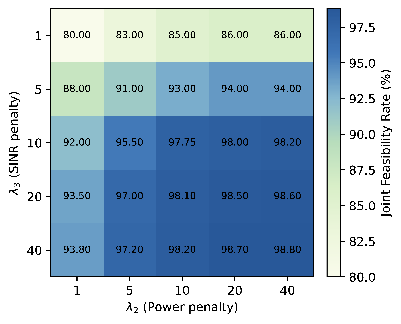 1 80.00 83.00 85.00 86.00 86.00
5 88.00 91.00 93.00 94.00 94.00
10 92.00 95.50 97.75 98.00 98.20
20 93.50 97.00 98.10 98.50 98.60
40 93.80 97.20 98.20 98.70 98.80
1 5 10 20 40
λ₂ (Power penalty)
λ₃ (SINR penalty)
97.5
95.0
92.5
90.0
87.5
85.0
82.5
80.0
Joint Feasibility Rate (%)